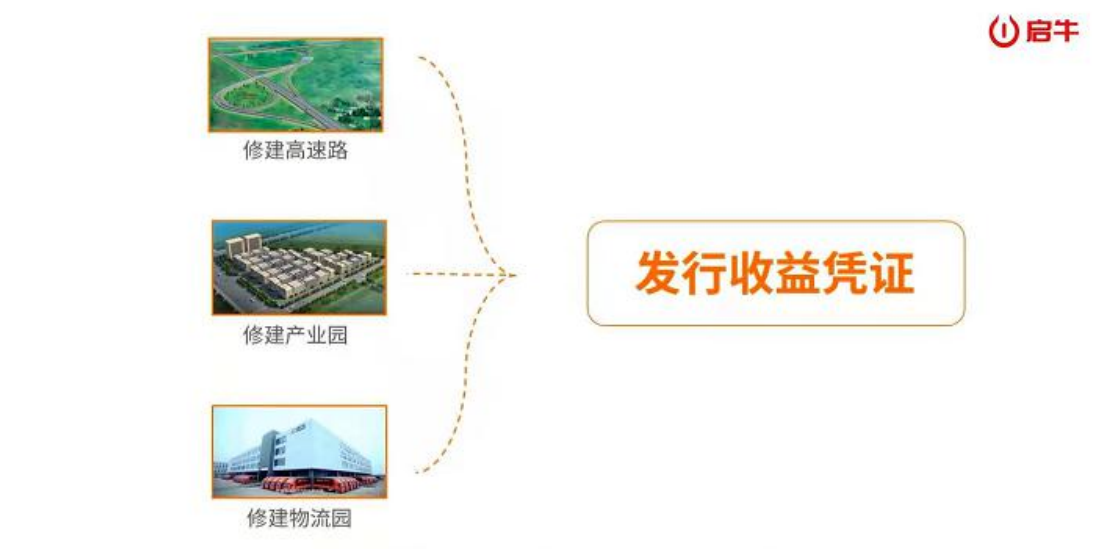 启牛
修建高速路
修建产业园
发行收益凭证
修建物流园